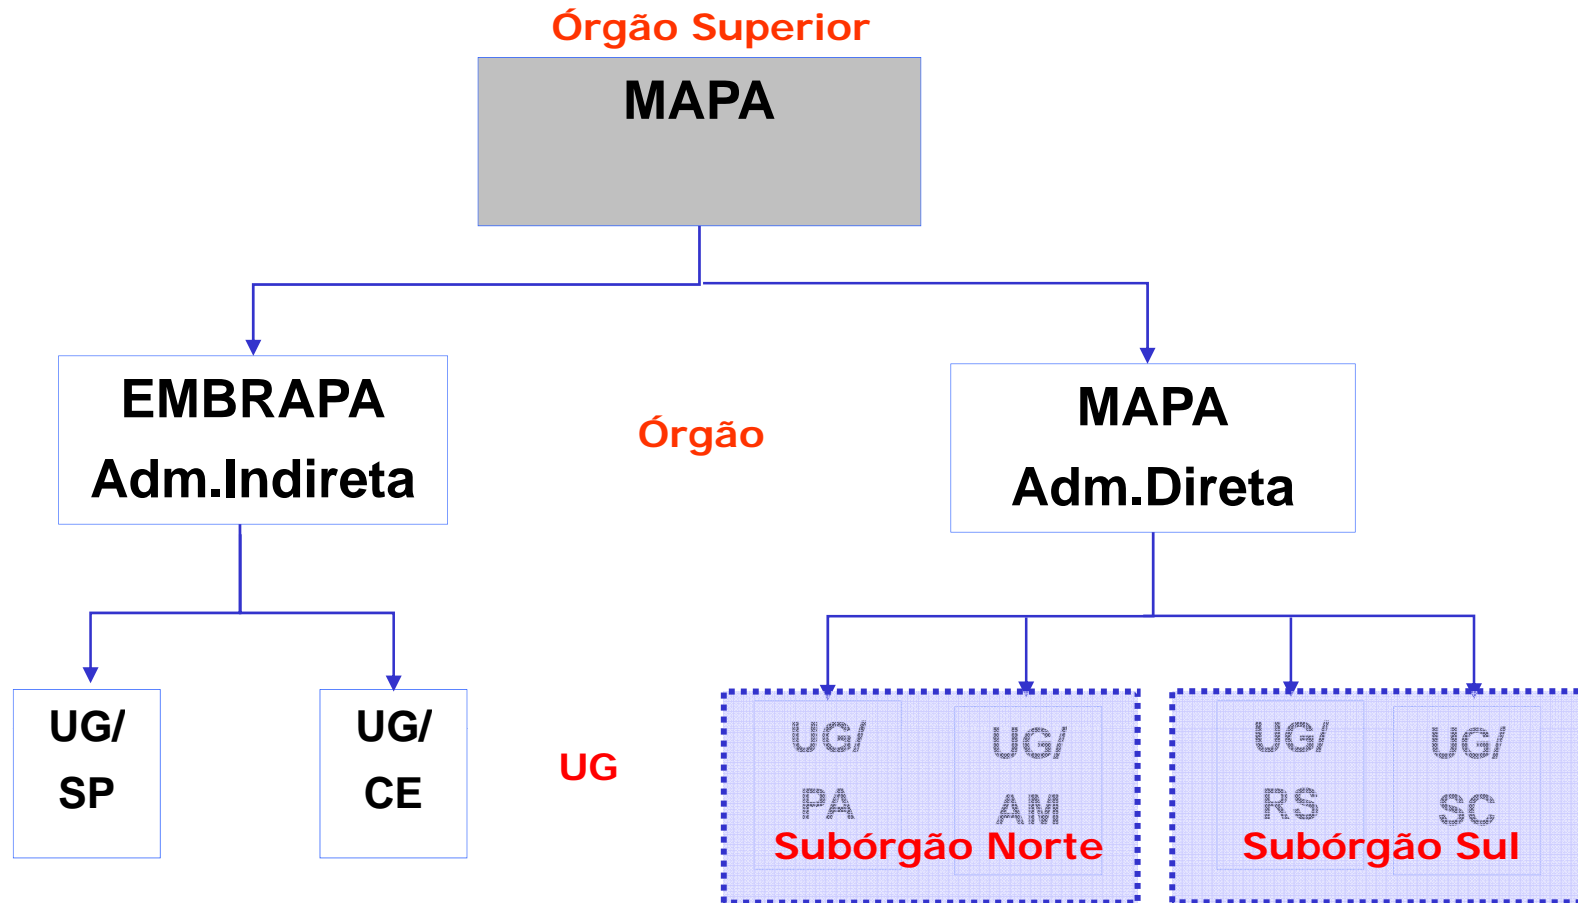 Órgão Superior
MAPA
EMBRAPA
Adm.Indireta
Órgão
MAPA
Adm.Direta
UG/
SP
UG/
CE
UG
UG/
PA
UG/
AM
Subórgão Norte
UG/
RS
UG/
SC
Subórgão Sul